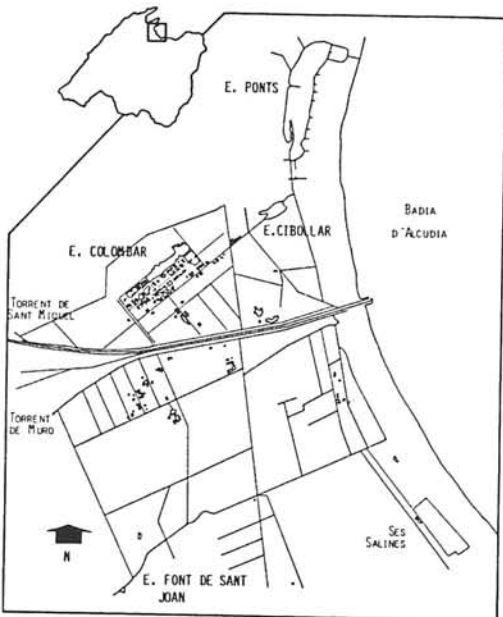 E. PONTS
BADIA
D'ALCUDIA
E.CIBOLLAR
E. COLOMBAR
TORRENT DE
SANT MIQUEL
TORRENT
DE MURO
SES
SALINES
N
E. FONT DE SANT
JOAN